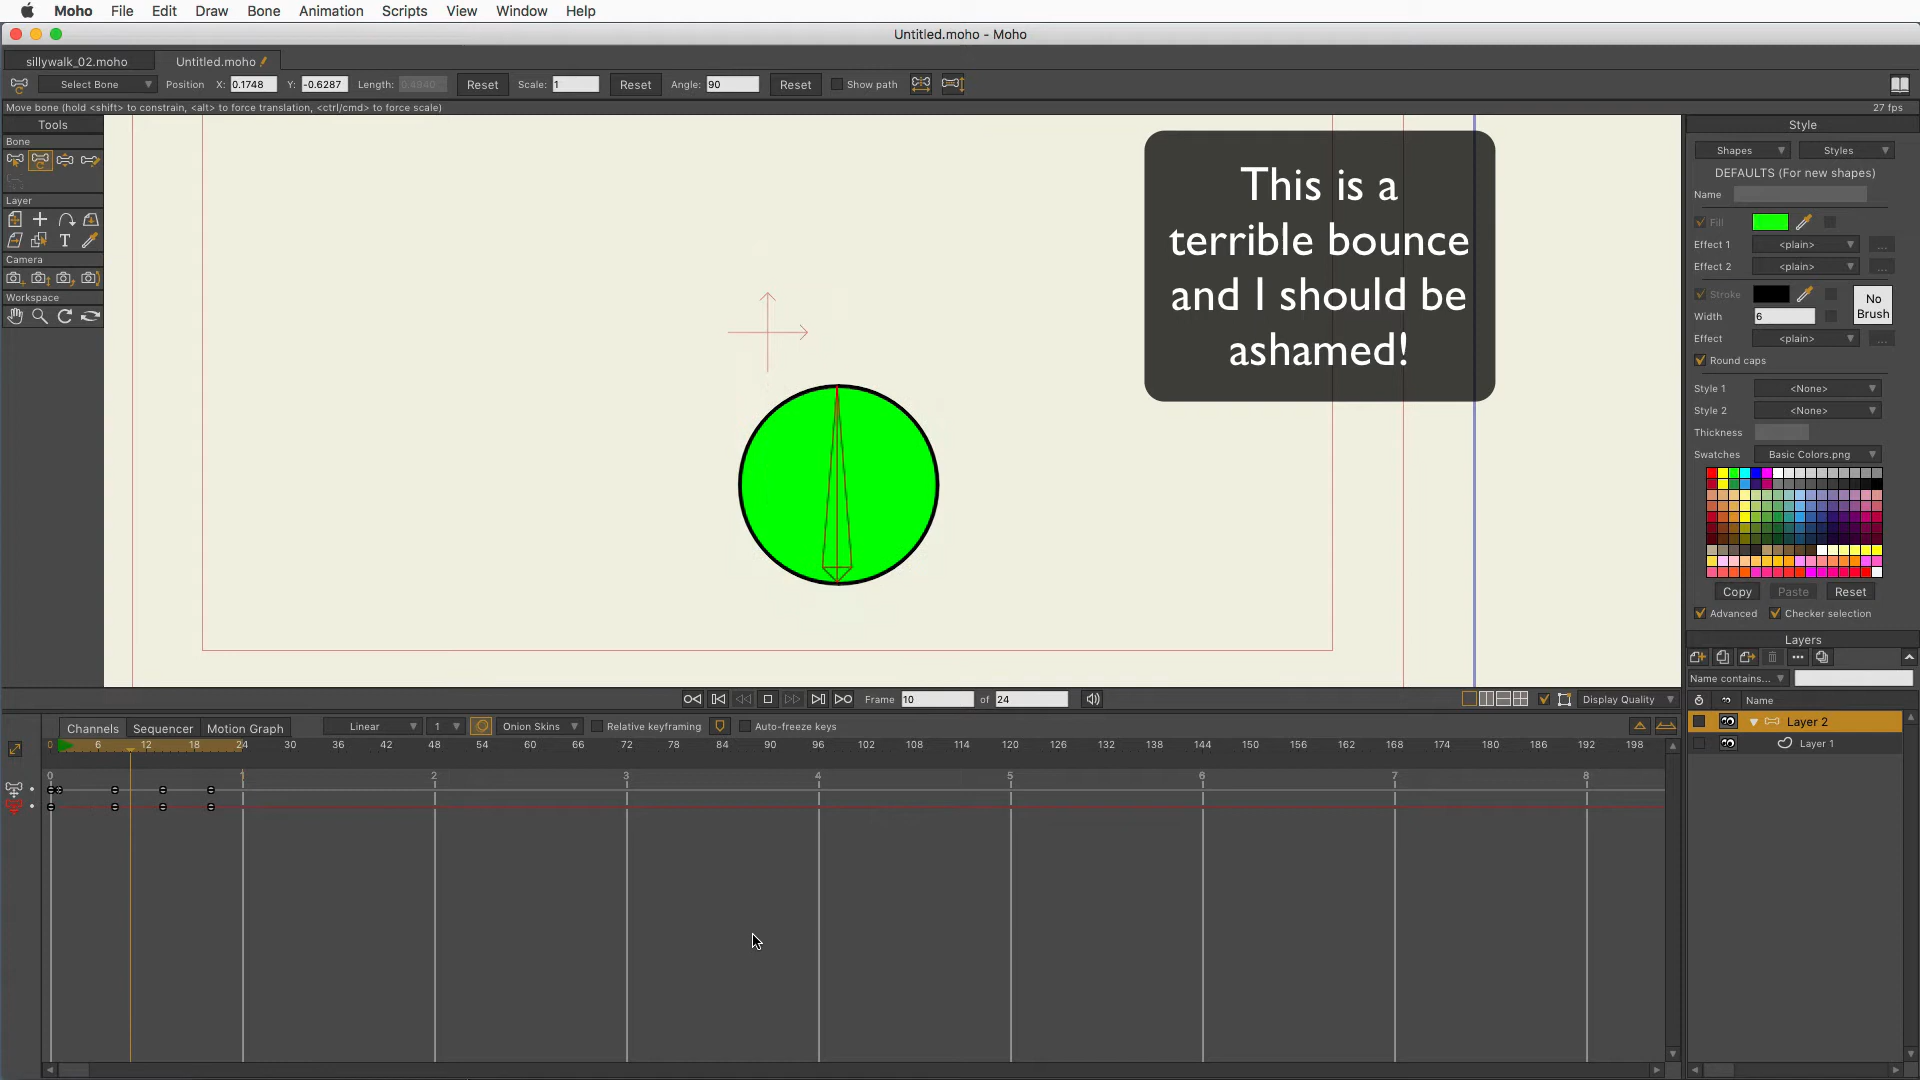 Moho File Edit Draw Bone Animation Scripts View Window Help
Untitled.moho - Moho
sillywalk_02.moho Untitled.moho
Select Bone Position X: 0.1748 Y: -0.6287 Length: 0.4940 Reset Scale: 1 Reset Angle: 90 Reset Show path
Move bone (hold <shift> to constrain, <alt> to force translation, <ctrl/cmd> to force scale) 27 fps
Tools
Bone
Layer
T
Camera
Workspace
This is a
terrible bounce
and I should be
ashamed!
Style
Shapes Styles
DEFAULTS (For new shapes)
Name
Fill
Effect 1 <plain> ...
Effect 2 <plain> ...
Stroke
No
Brush
Width 6
Effect <plain> ...
Round caps
Style 1 <None>
Style 2 <None>
Thickness
Swatches Basic Colors.png
Copy Paste Reset
Advanced Checker selection
Layers
Name contains...
Name
Layer 2
Layer 1
Frame 10 of 24 Display Quality
Channels Sequencer Motion Graph Linear 1 Onion Skins Relative keyframing Auto-freeze keys
0 6 12 18 24 30 36 42 48 54 60 66 72 78 84 90 96 102 108 114 120 126 132 138 144 150 156 162 168 174 180 186 192 198
0 1 2 3 4 5 6 7 8